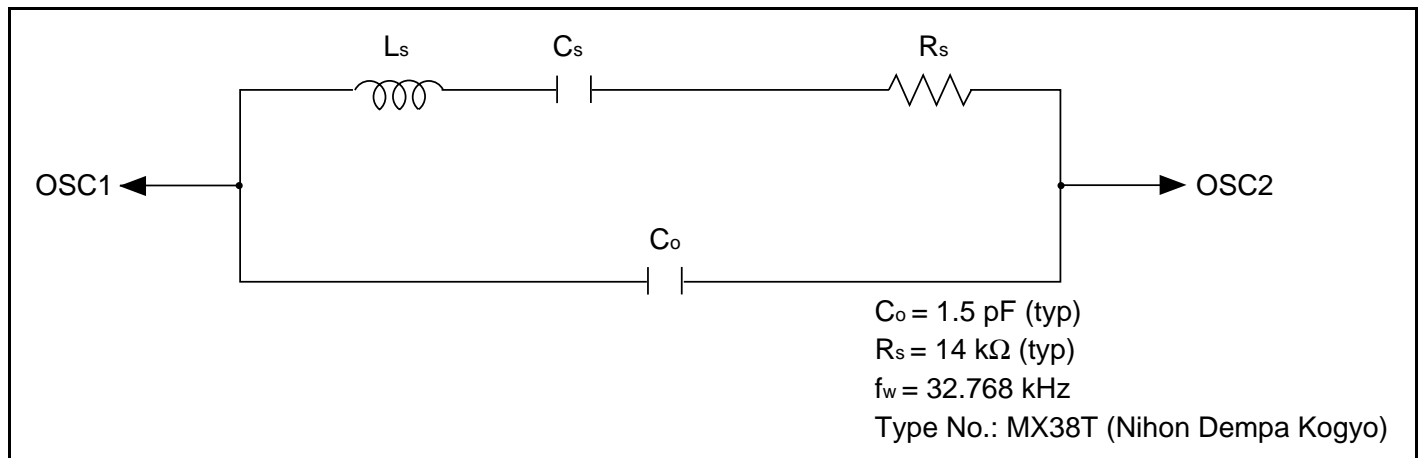 Ls Cs Rs
OSC1 OSC2
Co
Co = 1.5 pF (typ)
Rs = 14 kΩ (typ)
fw = 32.768 kHz
Type No.: MX38T (Nihon Dempa Kogyo)